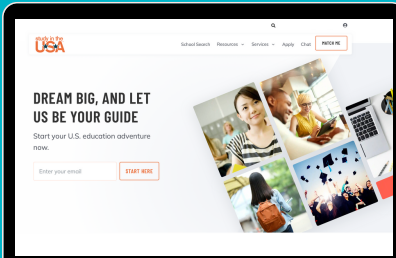 study in the
USA
School Search Resources Services Apply Chat MATCH ME
DREAM BIG, AND LET
US BE YOUR GUIDE
Start your U.S. education adventure
now.
Enter your email START HERE